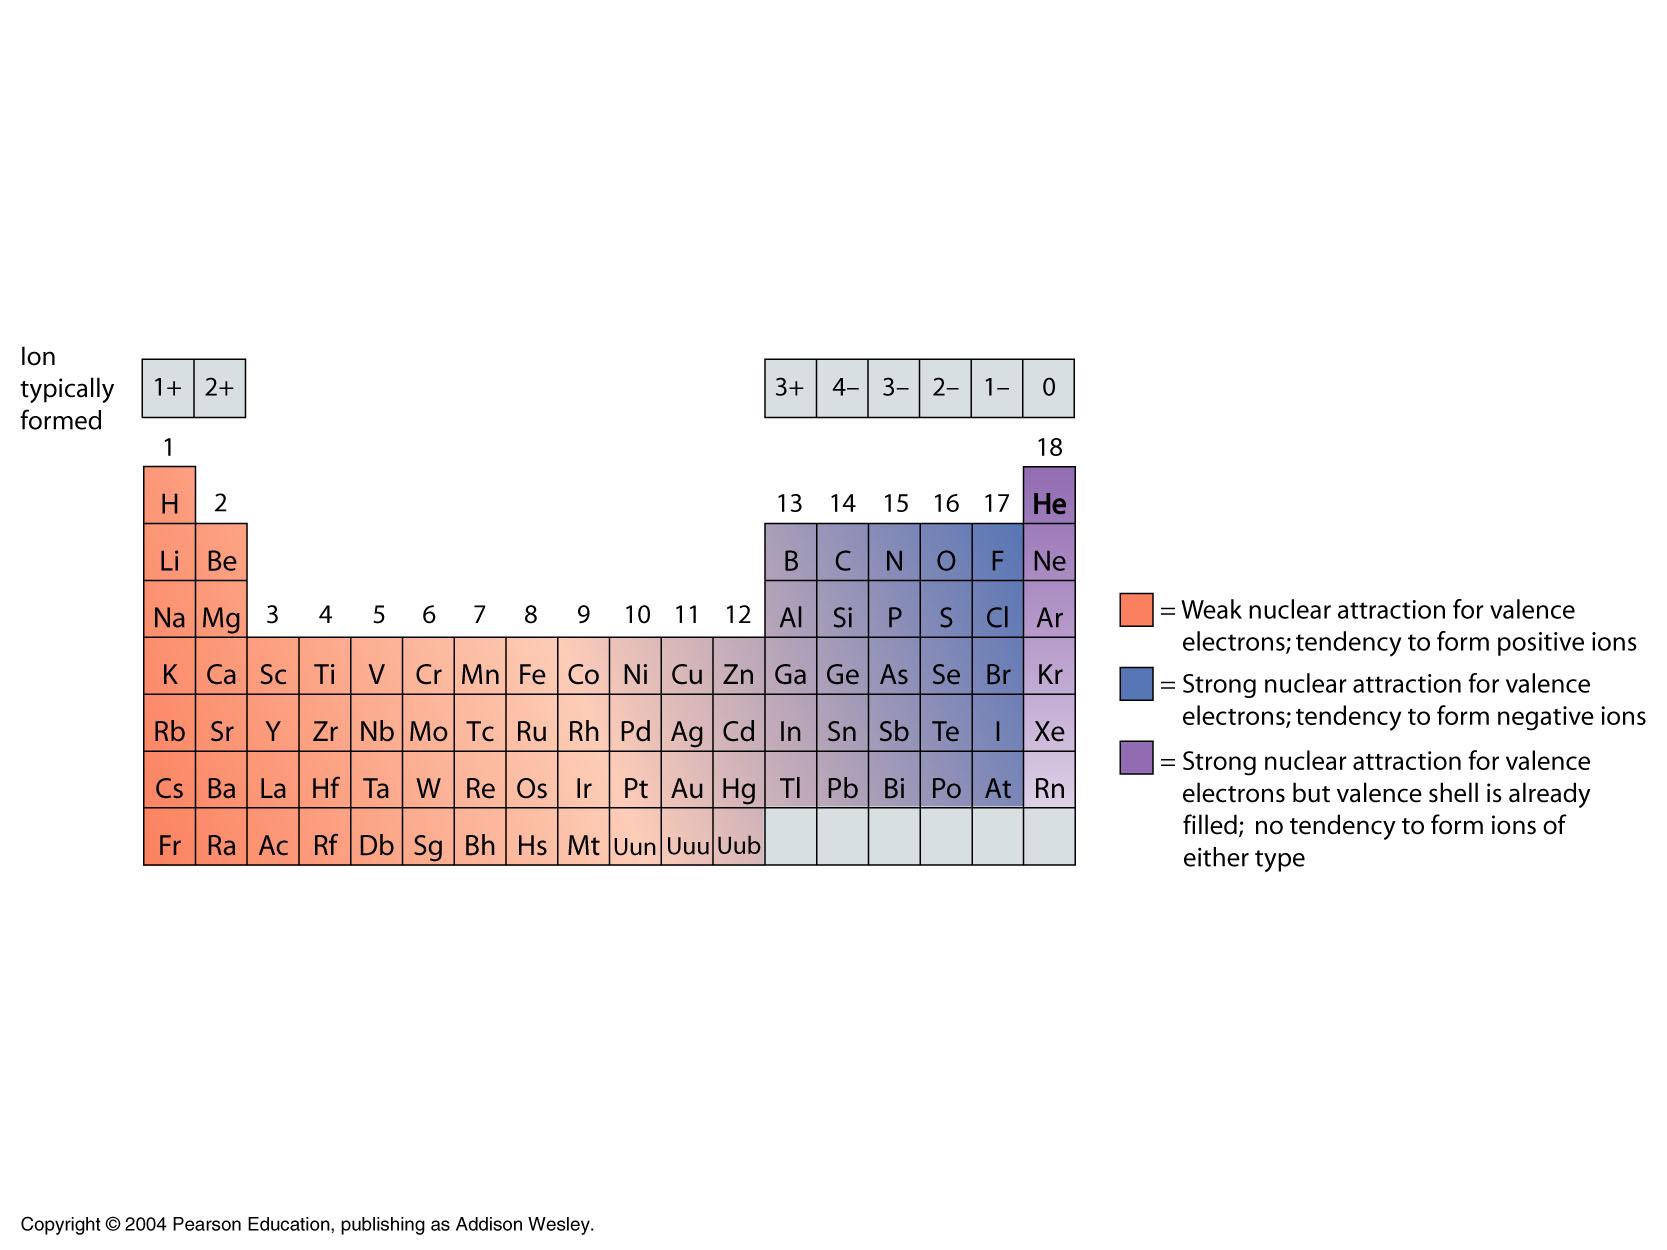 Ion
typically
formed
1+ 2+ 3+ 4– 3– 2– 1– 0
1 18
H 2 13 14 15 16 17 He
Li Be B C N O F Ne
Na Mg 3 4 5 6 7 8 9 10 11 12 Al Si P S Cl Ar
K Ca Sc Ti V Cr Mn Fe Co Ni Cu Zn Ga Ge As Se Br Kr
Rb Sr Y Zr Nb Mo Tc Ru Rh Pd Ag Cd In Sn Sb Te I Xe
Cs Ba La Hf Ta W Re Os Ir Pt Au Hg Tl Pb Bi Po At Rn
Fr Ra Ac Rf Db Sg Bh Hs Mt Uun Uuu Uub
= Weak nuclear attraction for valence
electrons; tendency to form positive ions
= Strong nuclear attraction for valence
electrons; tendency to form negative ions
= Strong nuclear attraction for valence
electrons but valence shell is already
filled; no tendency to form ions of
either type
Copyright © 2004 Pearson Education, publishing as Addison Wesley.